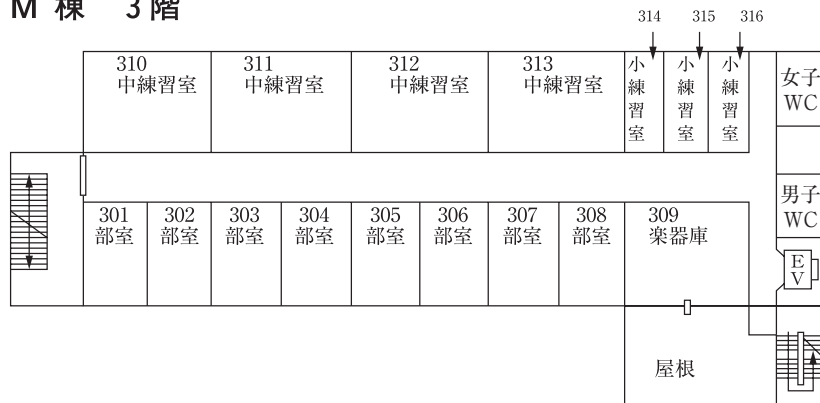 M 棟 3階
314 315 316
310
中練習室
311
中練習室
312
中練習室
313
中練習室
小練習室
小練習室
小練習室
女子
WC
男子
WC
301
部室
302
部室
303
部室
304
部室
305
部室
306
部室
307
部室
308
部室
309
楽器庫
EV
屋根